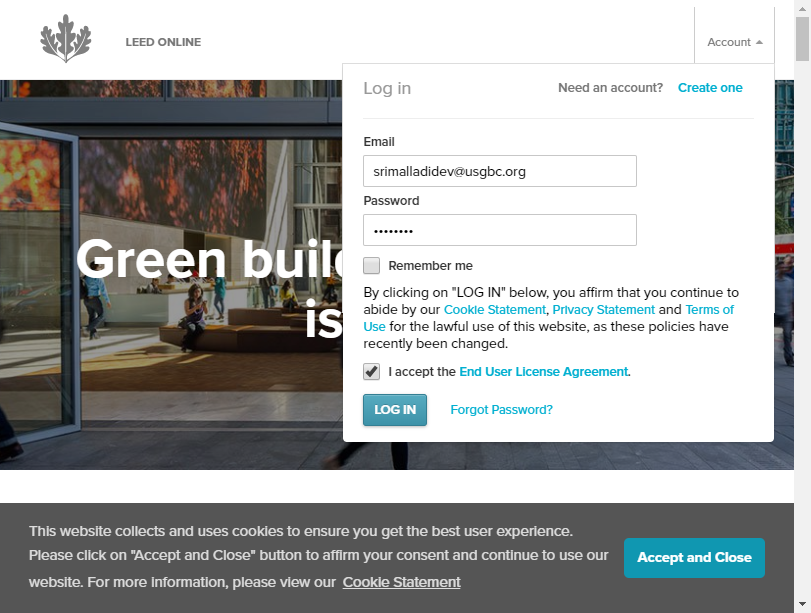 LEED ONLINE
Account
Log in
Need an account? Create one
Green buil
is
Email
srimalladidev@usgbc.org
Password
••••••••
Remember me
By clicking on "LOG IN" below, you affirm that you continue to
abide by our Cookie Statement, Privacy Statement and Terms of
Use for the lawful use of this website, as these policies have
recently been changed.
I accept the End User License Agreement.
LOG IN
Forgot Password?
This website collects and uses cookies to ensure you get the best user experience.
Please click on "Accept and Close" button to affirm your consent and continue to use our
website. For more information, please view our Cookie Statement
Accept and Close